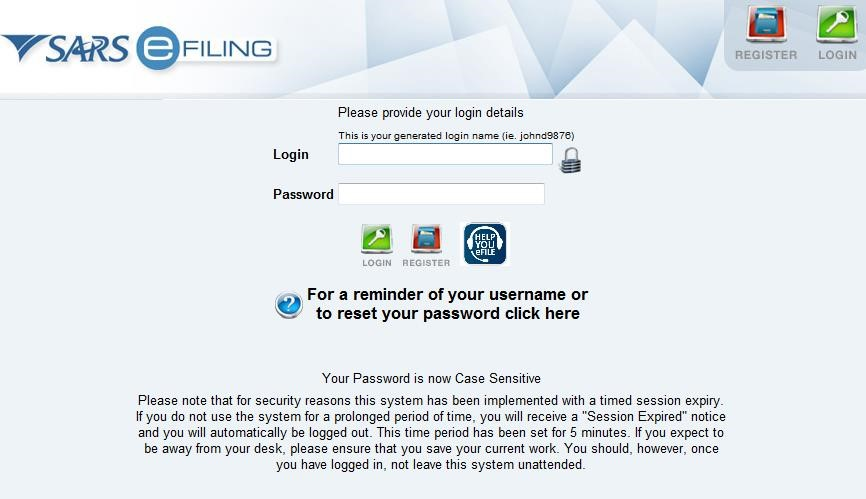 SARS eFILING
REGISTER
LOGIN
Please provide your login details
This is your generated login name (ie. johnd9876)
Login
Password
LOGIN
REGISTER
HELP
YOU
eFILE
For a reminder of your username or
to reset your password click here
Your Password is now Case Sensitive
Please note that for security reasons this system has been implemented with a timed session expiry.
If you do not use the system for a prolonged period of time, you will receive a "Session Expired" notice
and you will automatically be logged out. This time period has been set for 5 minutes. If you expect to
be away from your desk, please ensure that you save your current work. You should, however, once
you have logged in, not leave this system unattended.